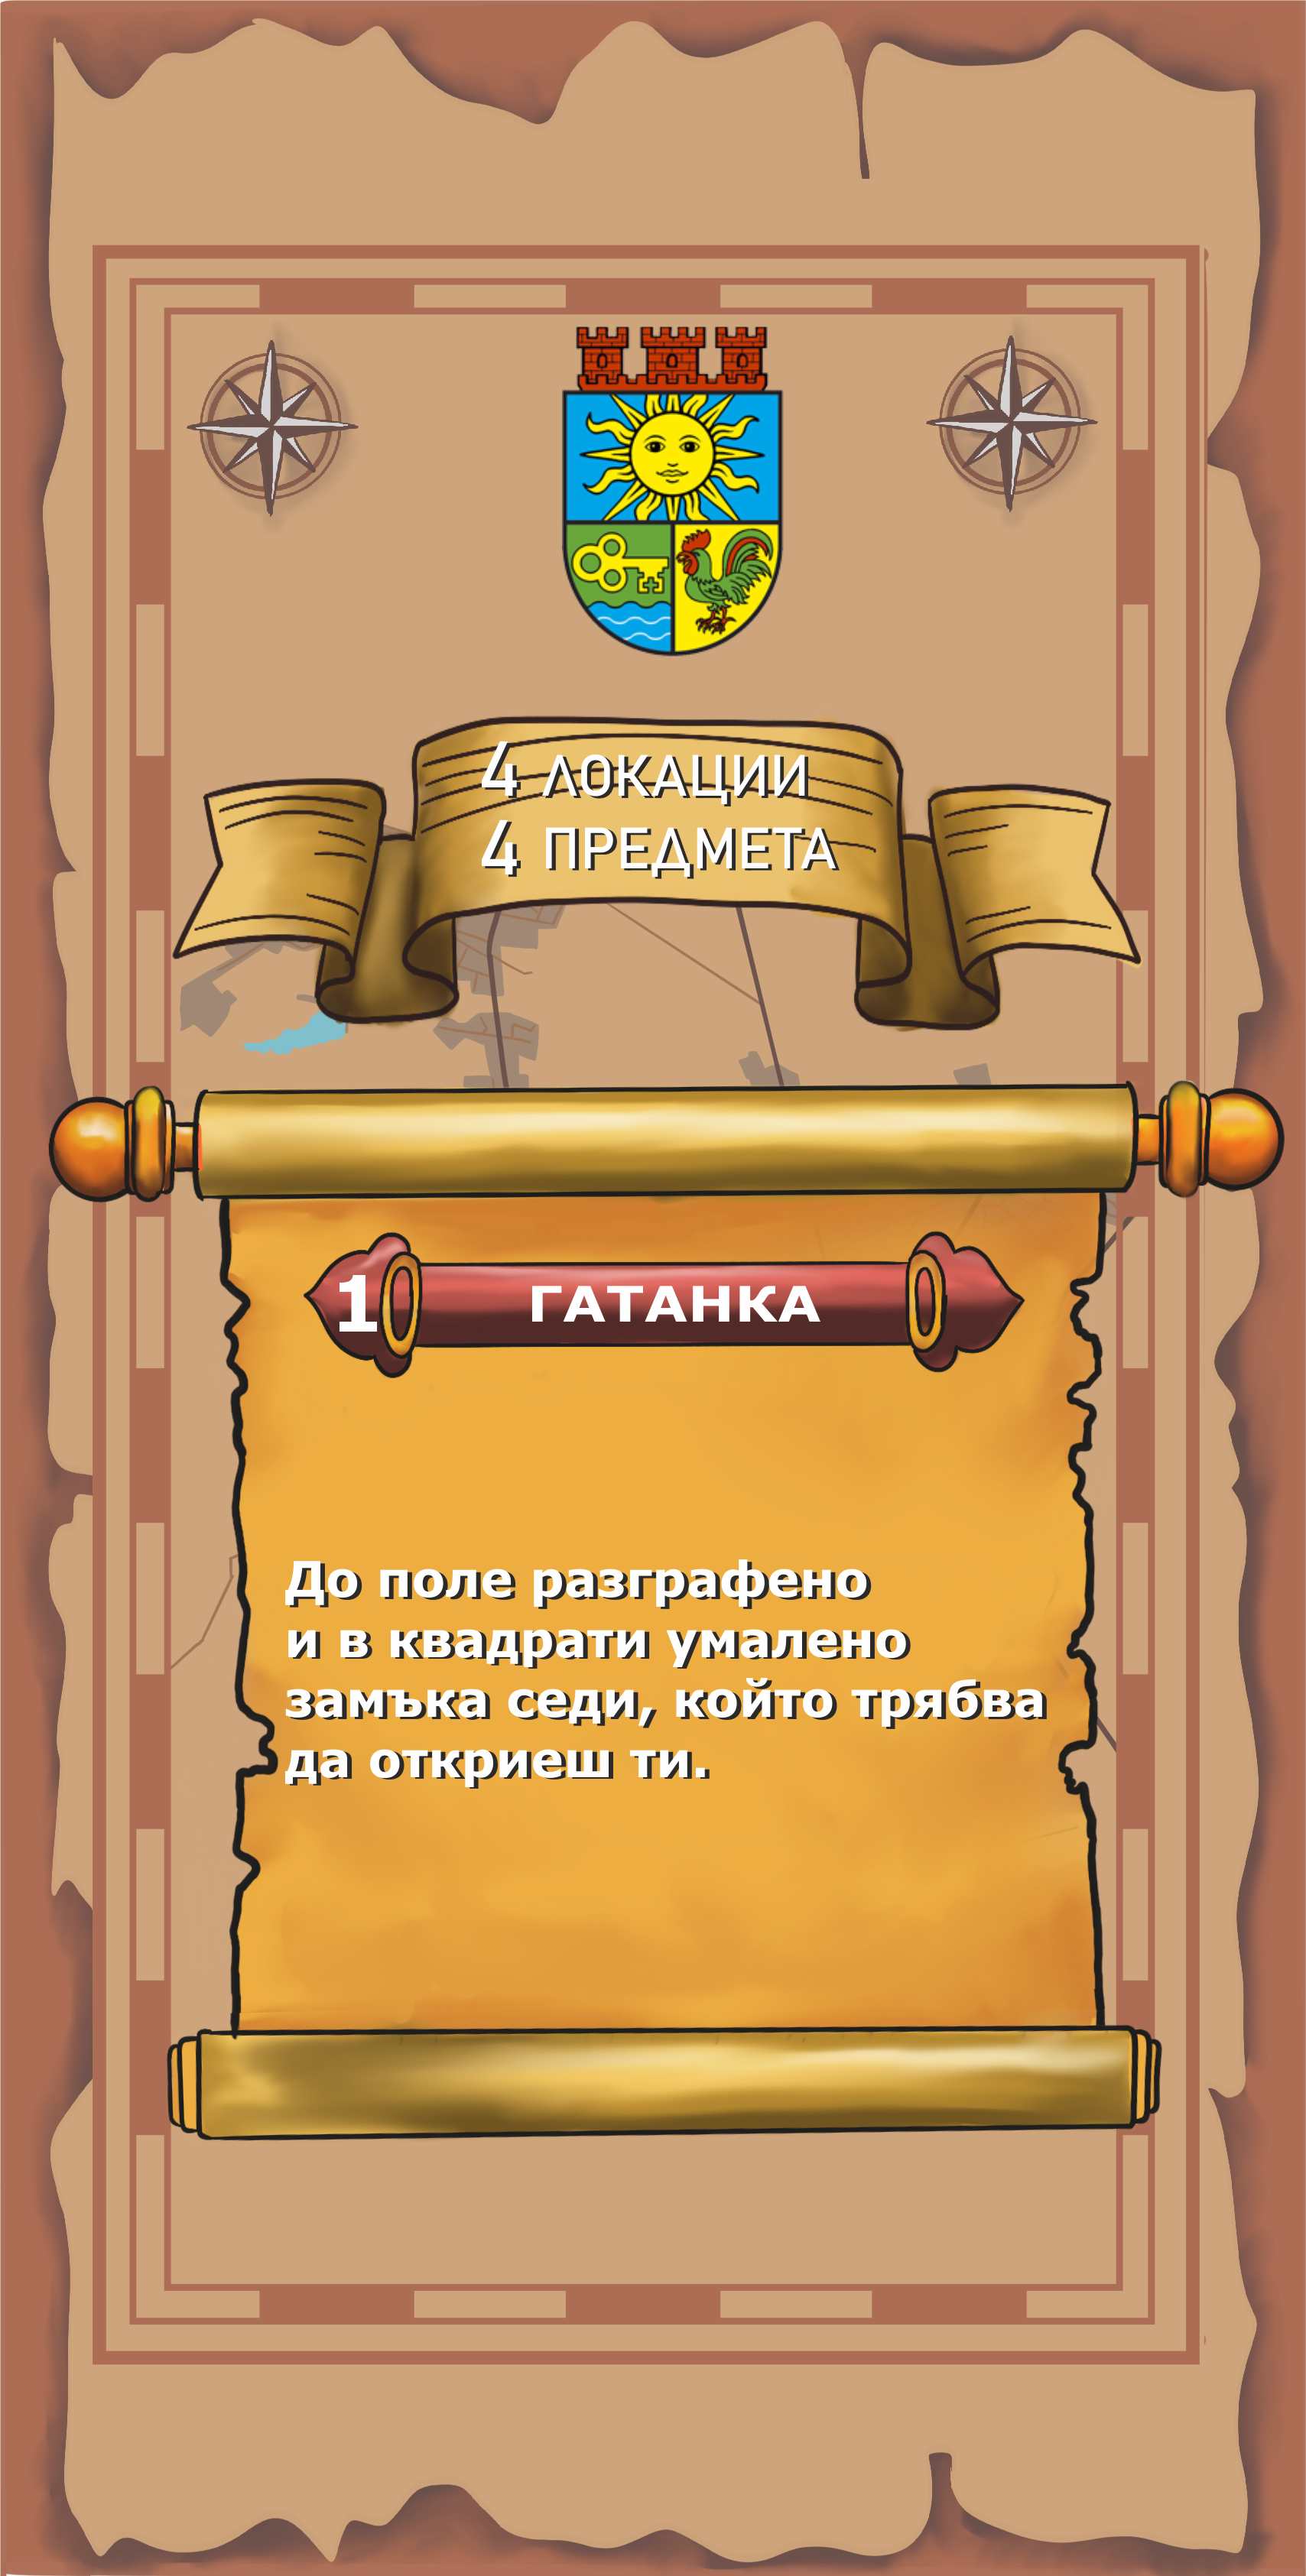 4 ЛОКАЦИИ
4 ПРЕДМЕТА
1 ГАТАНКА
До поле разграфено
и в квадрати умалено
замъка седи, който трябва
да откриеш ти.